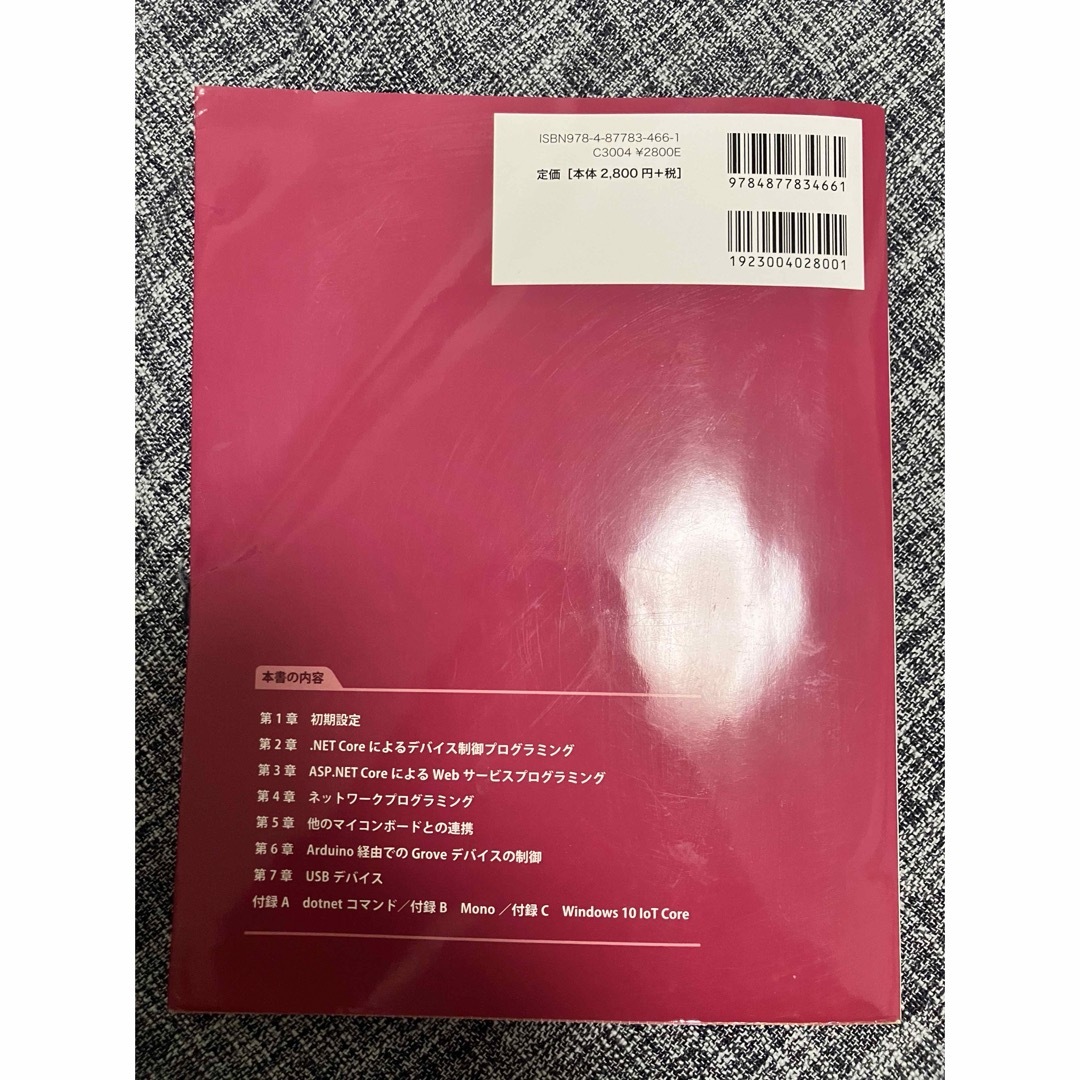 ISBN978-4-87783-466-1
C3004 ¥2800E
定価［本体 2,800 円+税］
9784877834661
1923004028001
本書の内容
第1章 初期設定
第2章 .NET Core によるデバイス制御プログラミング
第3章 ASP.NET Core による Web サービスプログラミング
第4章 ネットワークプログラミング
第5章 他のマイコンボードとの連携
第6章 Arduino 経由での Grove デバイスの制御
第7章 USB デバイス
付録A dotnet コマンド／付録B Mono ／付録C Windows 10 IoT Core